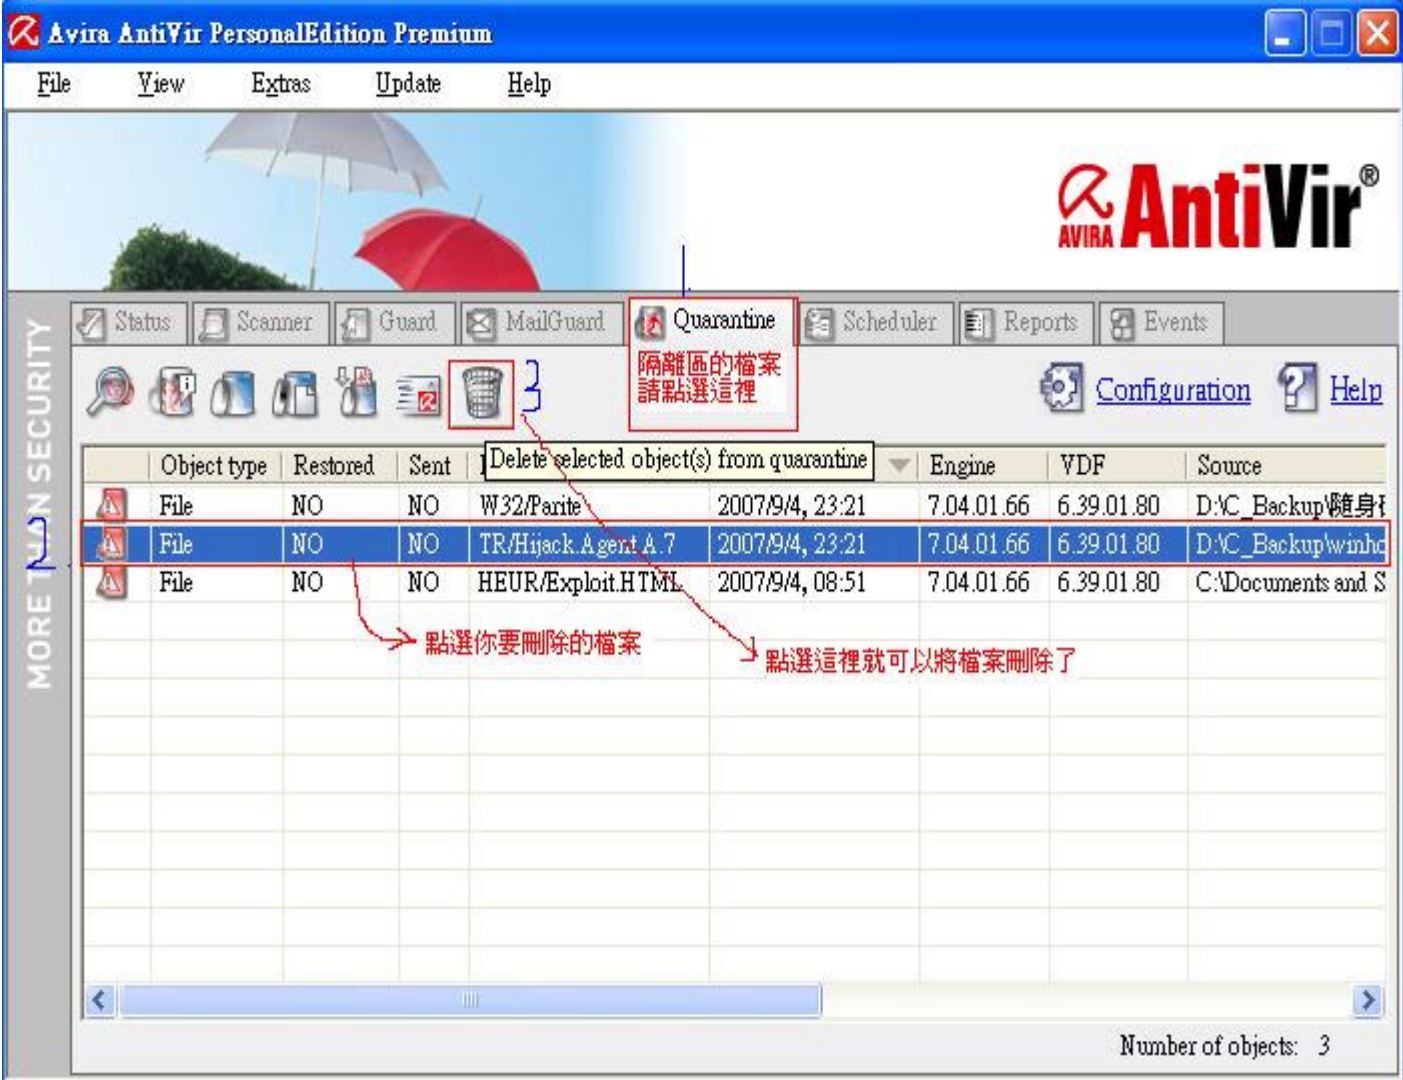 Avira AntiVir PersonalEdition Premium
File View Extras Update Help
AVIRA AntiVir®
1
Status Scanner Guard MailGuard Quarantine Scheduler Reports Events
隔離區的檔案
請點選這裡
3
Configuration Help
MORE THAN SECURITY
Delete selected object(s) from quarantine
Object type Restored Sent Engine VDF Source
File NO NO W32/Parite 2007/9/4, 23:21 7.04.01.66 6.39.01.80 D:\C_Backup\隨身
2
File NO NO TR/Hijack.Agent.A.7 2007/9/4, 23:21 7.04.01.66 6.39.01.80 D:\C_Backup\winho
File NO NO HEUR/Exploit.HTML 2007/9/4, 08:51 7.04.01.66 6.39.01.80 C:\Documents and S
點選你要刪除的檔案
點選這裡就可以將檔案刪除了
Number of objects: 3